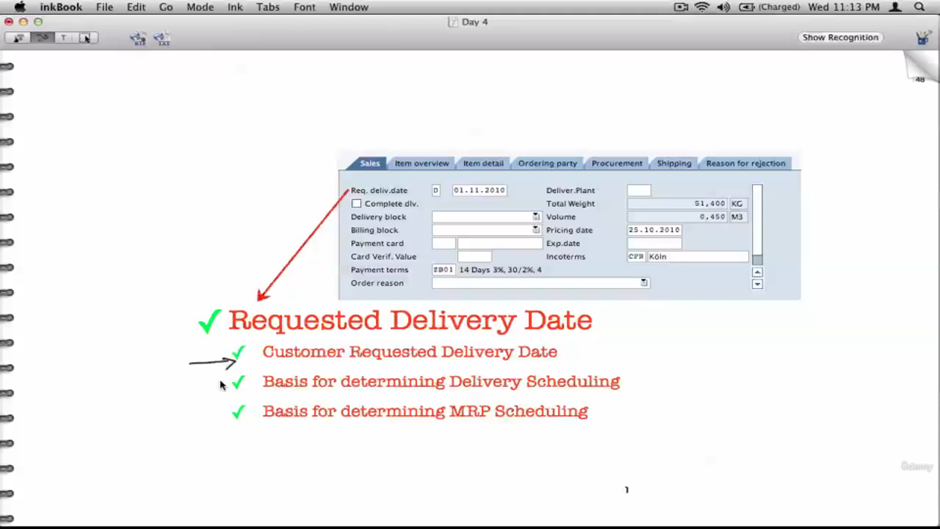 inkBook File Edit Go Mode Ink Tabs Font Window (Charged) Wed 11:13 PM
Day 4
T Show Recognition
48
Sales Item overview Item detail Ordering party Procurement Shipping Reason for rejection
Req. deliv.date D 01.11.2010 Deliver.Plant
Complete dlv. Total Weight 51,400 KG
Delivery block Volume 0,450 M3
Billing block Pricing date 25.10.2010
Payment card Exp.date
Card Verif. Value Incoterms CFR Köln
Payment terms ZB01 14 Days 3%, 30/2%, 4
Order reason
Requested Delivery Date
Customer Requested Delivery Date
Basis for determining Delivery Scheduling
Basis for determining MRP Scheduling
Udemy